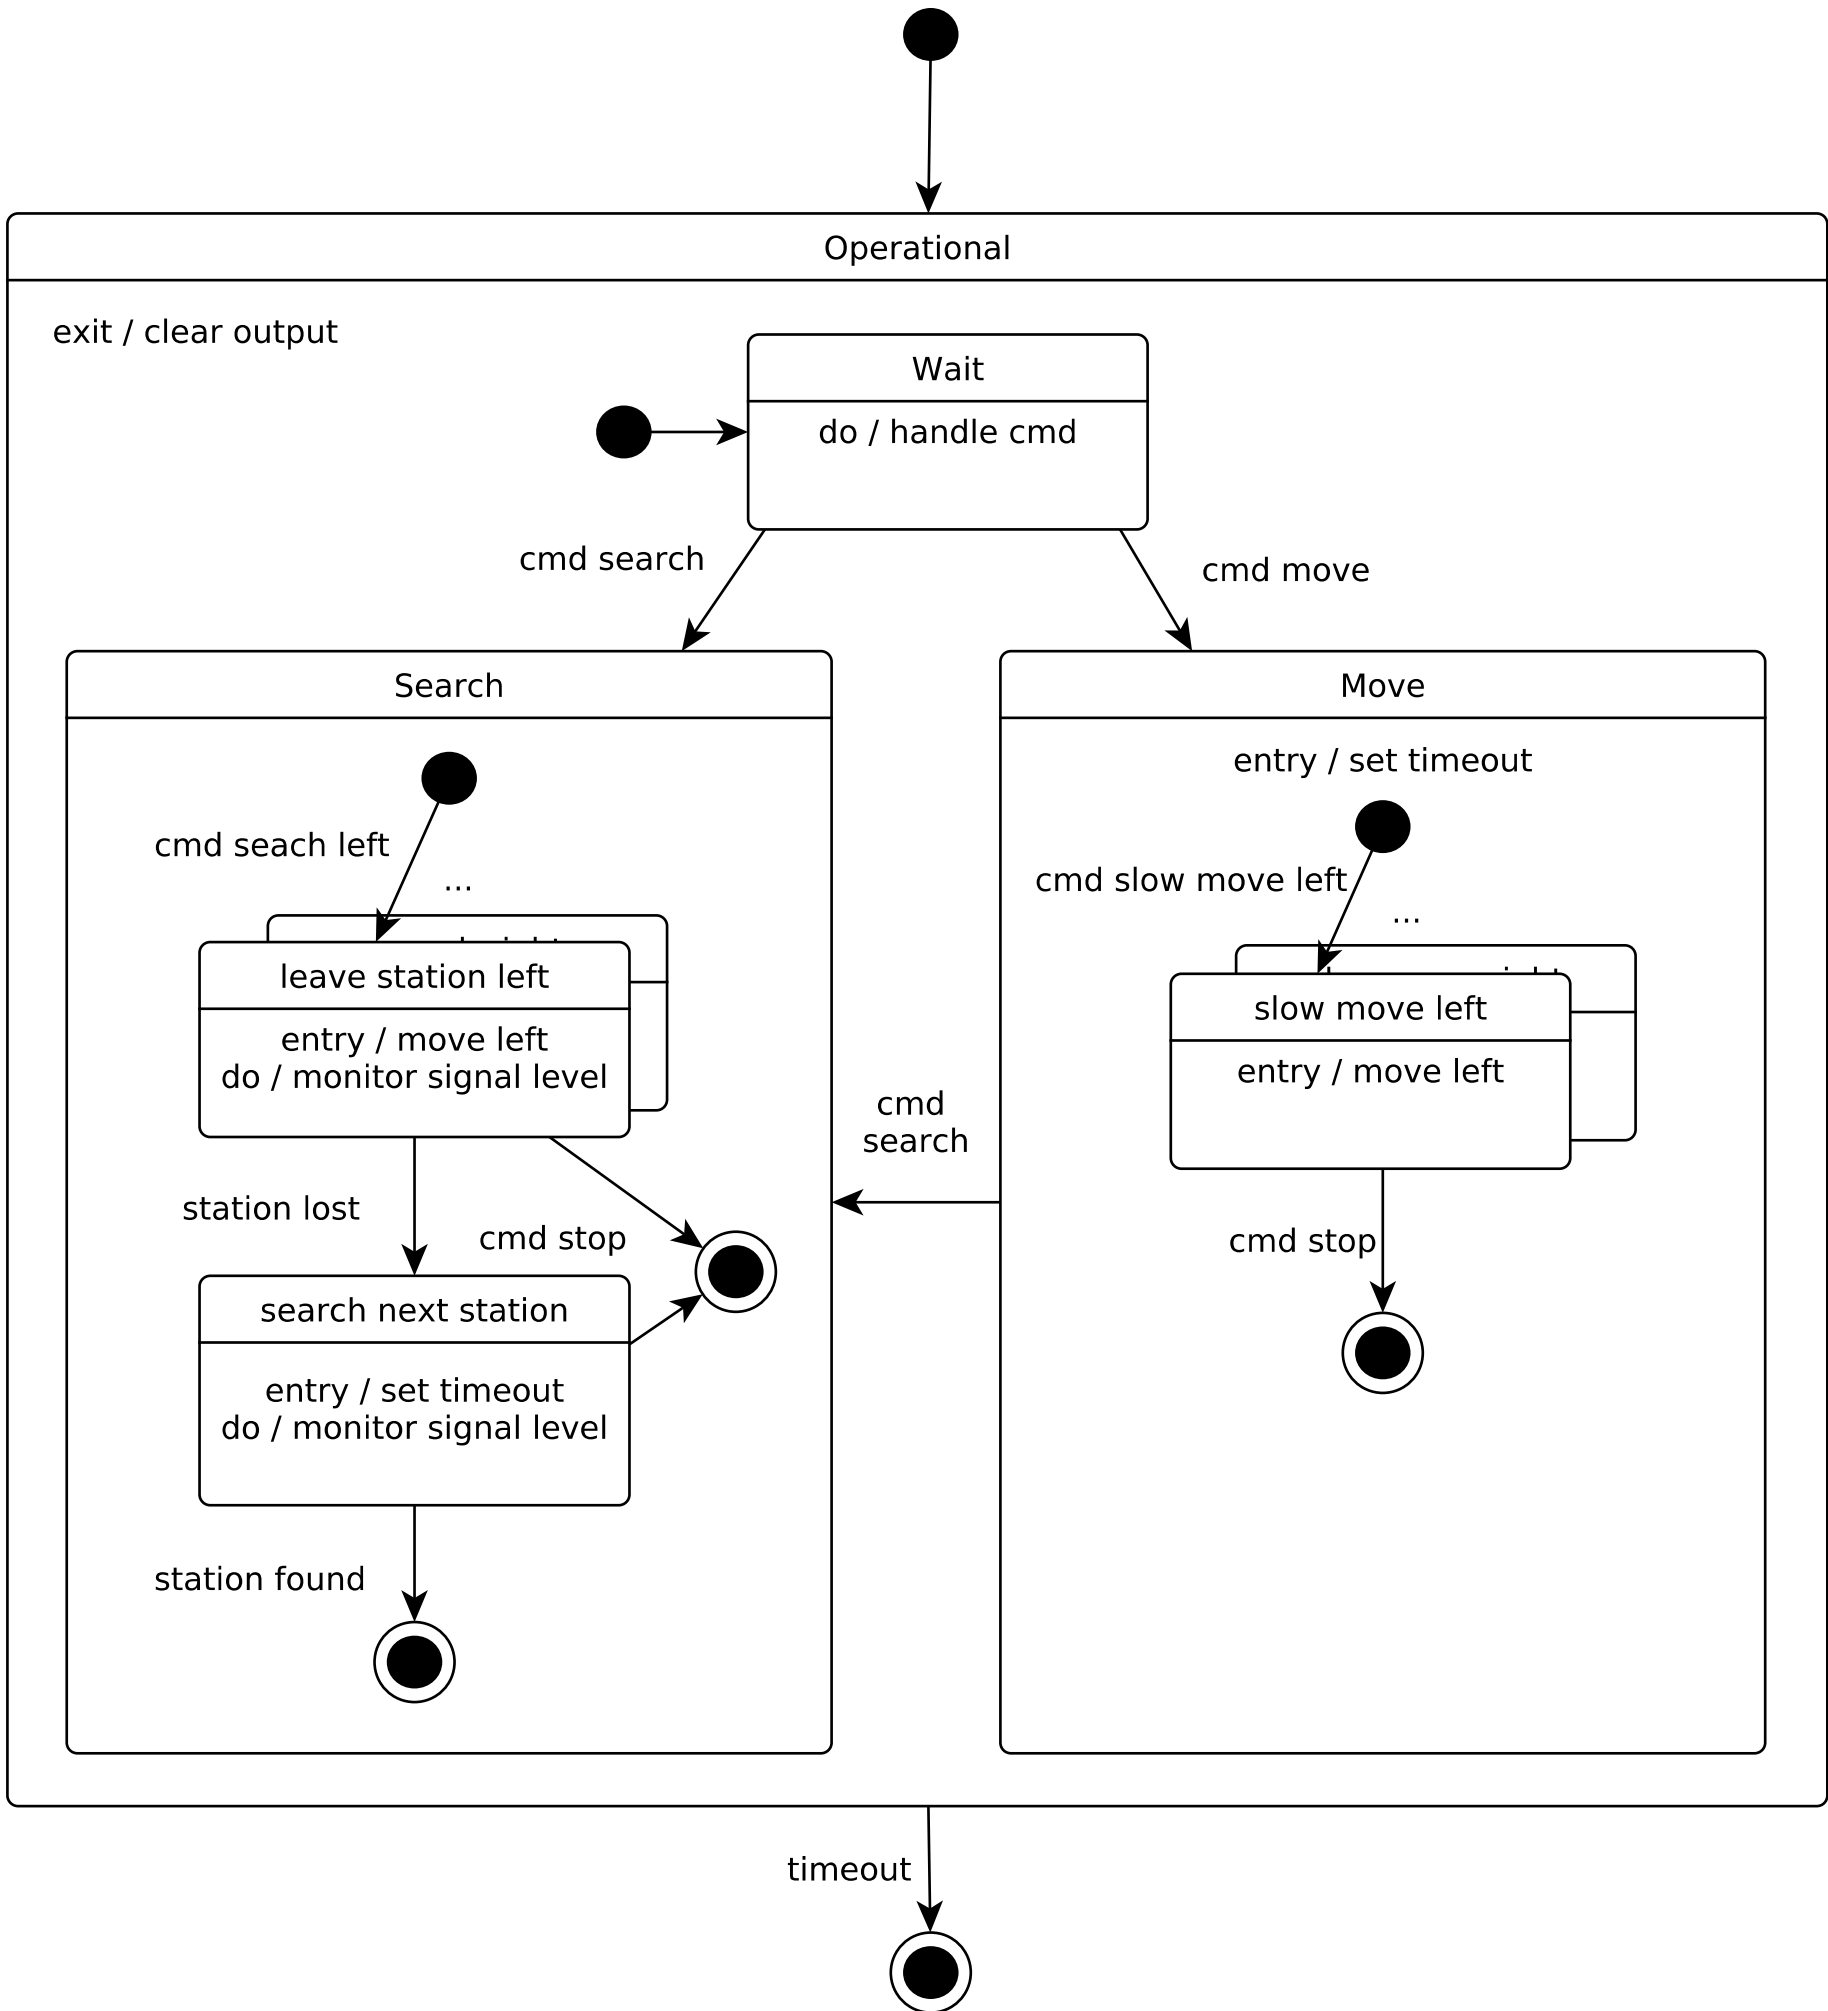 Operational
exit / clear output
Wait
do / handle cmd
cmd search
cmd move
Search
cmd seach left
...
leave station left
entry / move left
do / monitor signal level
station lost
cmd stop
search next station
entry / set timeout
do / monitor signal level
station found
cmd
search
Move
entry / set timeout
cmd slow move left
...
slow move left
entry / move left
cmd stop
timeout